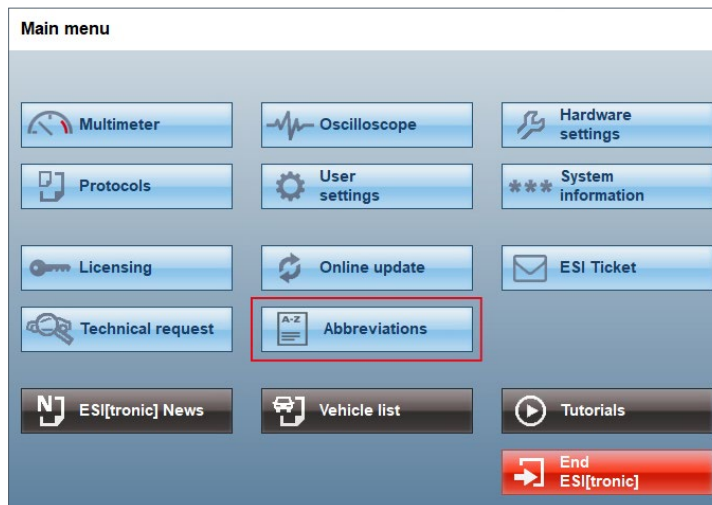 Main menu
Multimeter
Oscilloscope
Hardware
settings
Protocols
User
settings
***
System
information
Licensing
Online update
ESI Ticket
Technical request
A-Z
Abbreviations
N
ESI[tronic] News
Vehicle list
Tutorials
End
ESI[tronic]